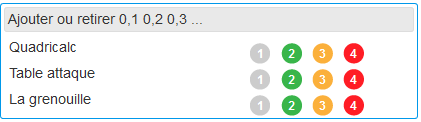 Ajouter ou retirer 0,1 0,2 0,3 ...
Quadricalc 1 2 3 4
Table attaque 1 2 3 4
La grenouille 1 2 3 4